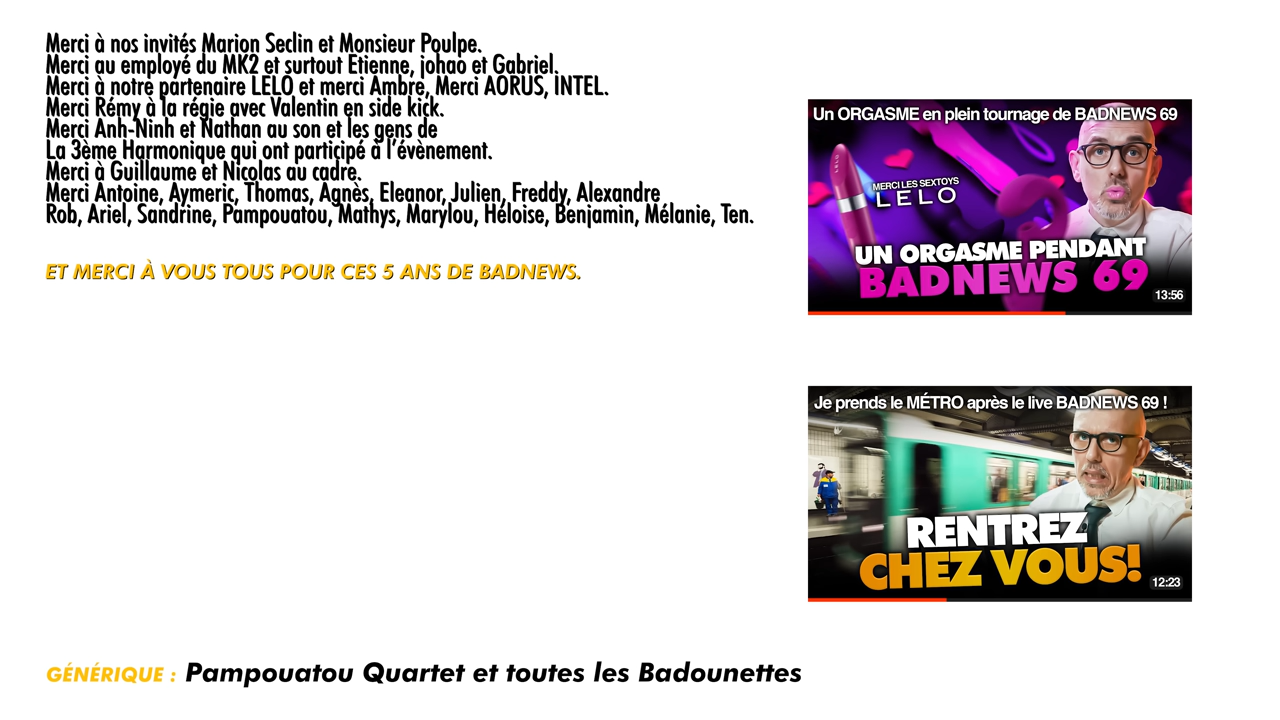 Merci à nos invités Marion Seclin et Monsieur Poulpe.
Merci au employé du MK2 et surtout Etienne, johao et Gabriel.
Merci à notre partenaire LELO et merci Ambre, Merci AORUS, INTEL.
Merci Rémy à la régie avec Valentin en side kick.
Merci Anh-Ninh et Nathan au son et les gens de
La 3ème Harmonique qui ont participé à l'évènement.
Merci à Guillaume et Nicolas au cadre.
Merci Antoine, Aymeric, Thomas, Agnès, Eleanor, Julien, Freddy, Alexandre
Rob, Ariel, Sandrine, Pampouatou, Mathys, Marylou, Héloise, Benjamin, Mélanie, Ten.
ET MERCI À VOUS TOUS POUR CES 5 ANS DE BADNEWS.
Un ORGASME en plein tournage de BADNEWS 69
LELO
MERCI LES SEXTOYS
LELO
UN ORGASME PENDANT
BADNEWS 69
13:56
Je prends le MÉTRO après le live BADNEWS 69 !
RENTREZ
CHEZ VOUS!
12:23
GÉNÉRIQUE : Pampouatou Quartet et toutes les Badounettes